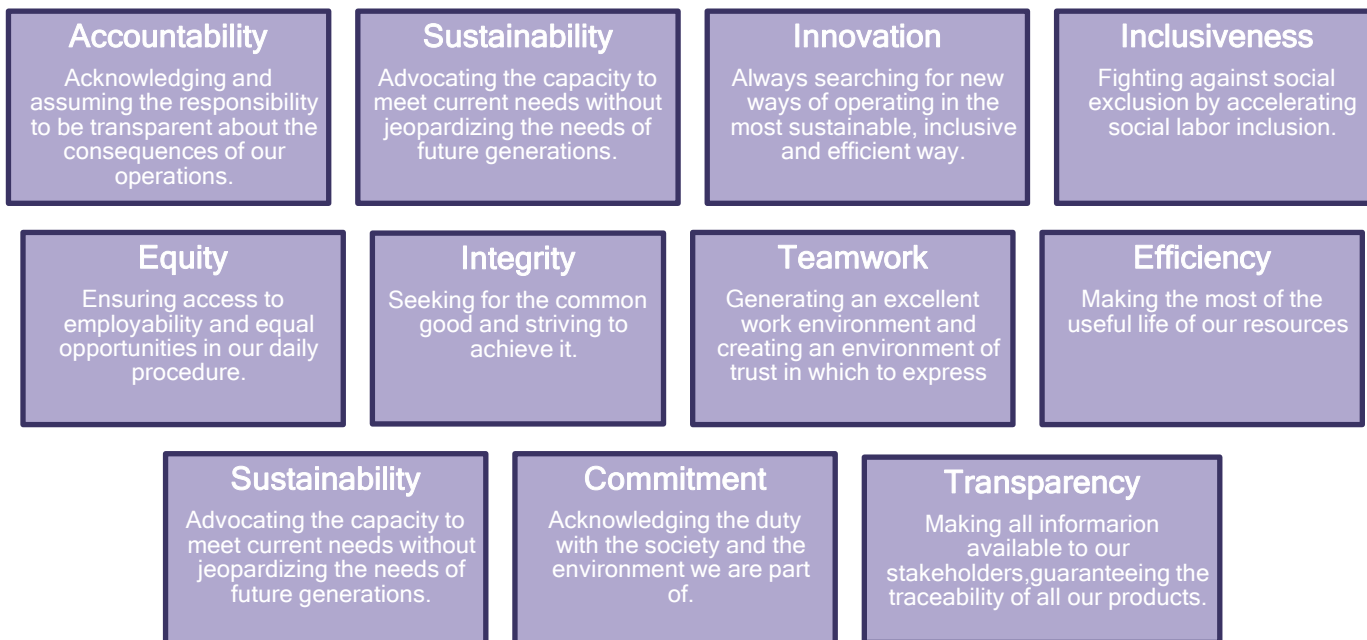 Accountability
Acknowledging and
assuming the responsibility
to be transparent about the
consequences of our
operations.
Sustainability
Advocating the capacity to
meet current needs without
jeopardizing the needs of
future generations.
Innovation
Always searching for new
ways of operating in the
most sustainable, inclusive
and efficient way.
Inclusiveness
Fighting against social
exclusion by accelerating
social labor inclusion.
Equity
Ensuring access to
employability and equal
opportunities in our daily
procedure.
Integrity
Seeking for the common
good and striving to
achieve it.
Teamwork
Generating an excellent
work environment and
creating an environment of
trust in which to express
Efficiency
Making the most of the
useful life of our resources
Sustainability
Advocating the capacity to
meet current needs without
jeopardizing the needs of
future generations.
Commitment
Acknowledging the duty
with the society and the
environment we are part
of.
Transparency
Making all informarion
available to our
stakeholders,guaranteeing the
traceability of all our products.